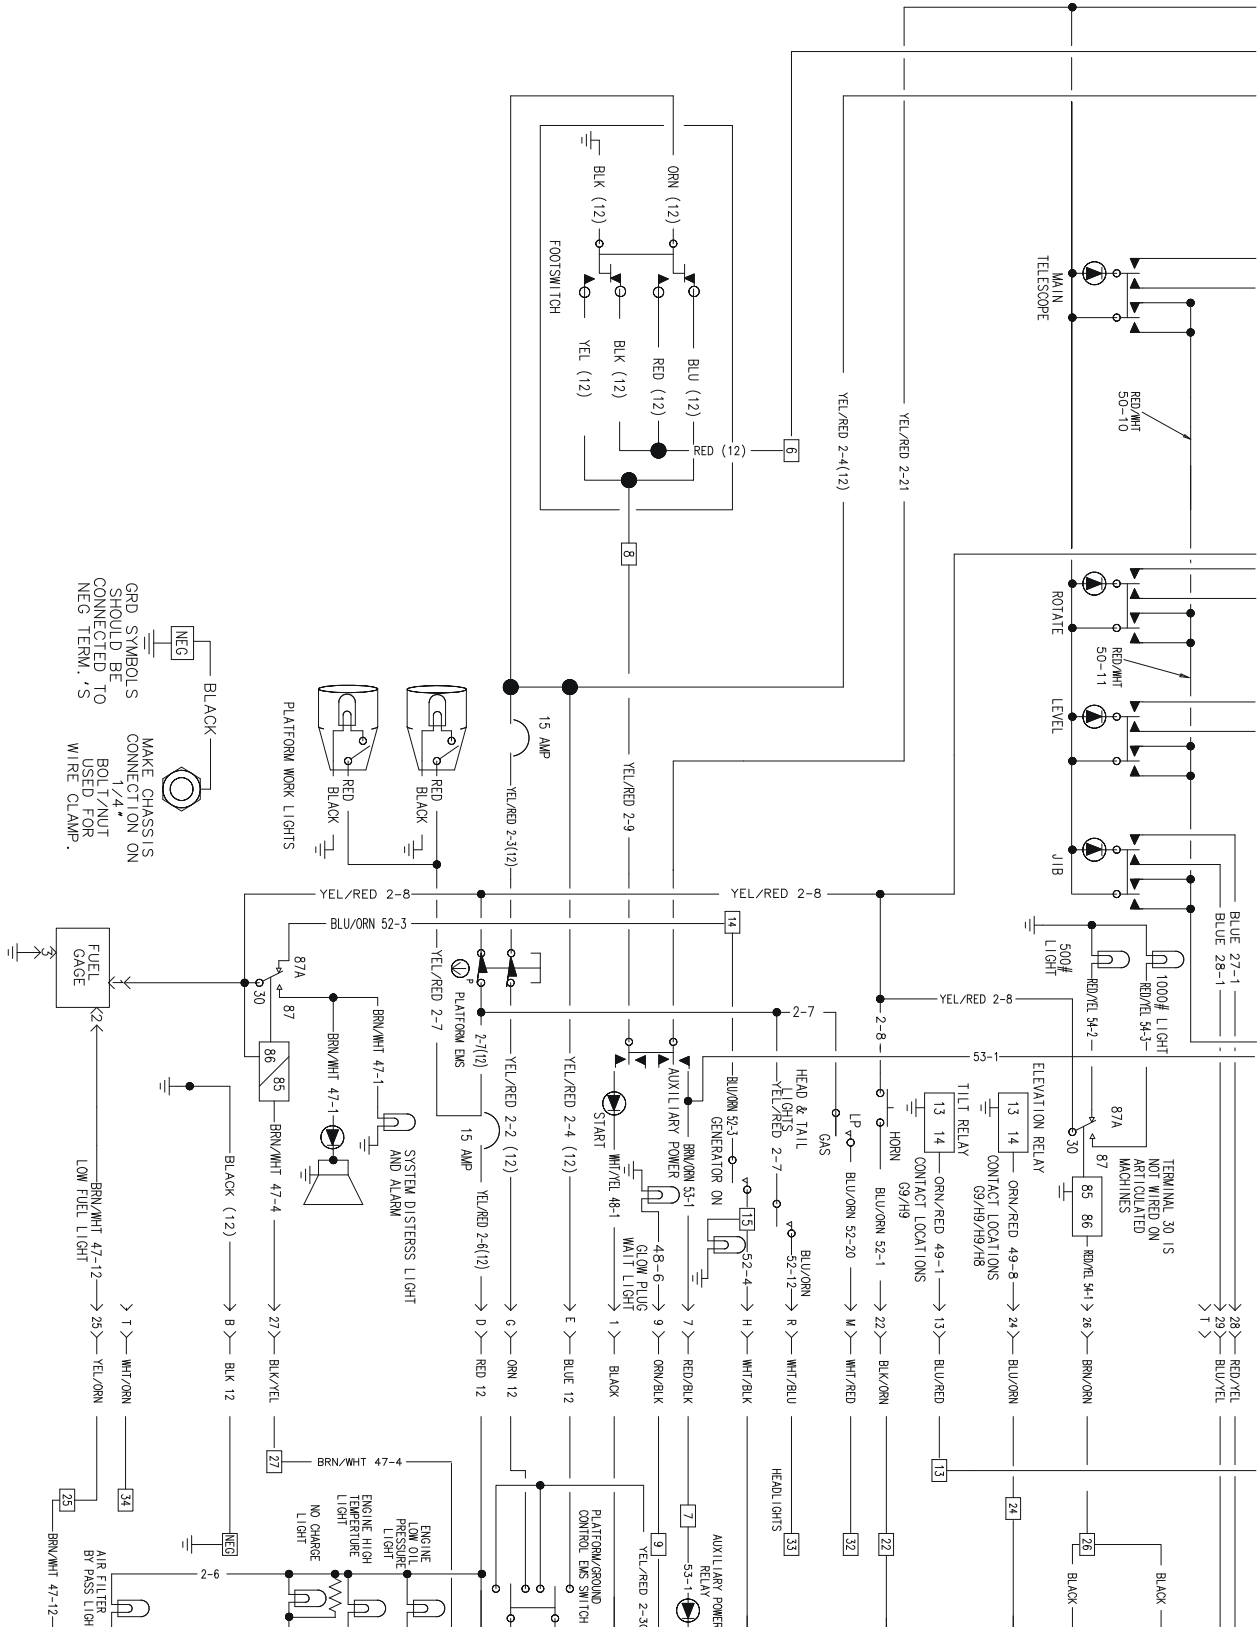 BLK (12)
ORN (12)
FOOTSWITCH
YEL (12)
BLK (12)
RED (12)
BLU (12)
RED (12)
6
8
YEL/RED 2-4(12)
YEL/RED 2-21
MAIN
TELESCOPE
RED/WHT
50-10
ROTATE
RED/WHT
50-11
LEVEL
JIB
BLUE 27-1
BLUE 28-1
GRD SYMBOLS
SHOULD BE
CONNECTED TO
NEG TERM.'S
NEG
BLACK
MAKE CHASSIS
CONNECTION ON
1/4"
BOLT/NUT
USED FOR
WIRE CLAMP.
PLATFORM WORK LIGHTS
RED
BLACK
RED
BLACK
15 AMP
YEL/RED 2-3(12)
YEL/RED 2-9
YEL/RED 2-8
YEL/RED 2-8
BLU/ORN 52-3
14
500#
LIGHT
1000# LIGHT
RED/YEL 54-2
RED/YEL 54-3
FUEL
GAGE
3
1
2
87A
30
87
86
85
BRN/WHT 47-1
BRN/WHT 47-1
YEL/RED 2-7
P
PLATFORM EMS
2-7(12)
YEL/RED 2-2 (12)
YEL/RED 2-4 (12)
START
AUXILIARY POWER
WHT/YEL 48-1
BRN/ORN 53-1
BLU/ORN 52-3
GENERATOR ON
HEAD & TAIL
LIGHTS
YEL/RED 2-7
2-7
GAS
LP
2-8
YEL/RED 2-8
53-1
HORN
BLU/ORN 52-20
BLU/ORN 52-1
TILT RELAY
13 14
CONTACT LOCATIONS
G9/H9
ORN/RED 49-1
ELEVATION RELAY
13 14
CONTACT LOCATIONS
G9/H9/H9/H8
ORN/RED 49-8
87A
30
87
85
86
RED/YEL 54-1
TERMINAL 30 IS
NOT WIRED ON
ARTICULATED
MACHINES
LOW FUEL LIGHT
BRN/WHT 47-12
BLACK (12)
BRN/WHT 47-4
SYSTEM DISTERSS LIGHT
AND ALARM
15 AMP
YEL/RED 2-6(12)
48-6
GLOW PLUG
WAIT LIGHT
15
52-4
BLU/ORN
52-12
25
T
B
27
D
G
E
1
9
7
H
R
M
22
13
24
26
T
29
28
YEL/ORN
WHT/ORN
BLK 12
BLK/YEL
RED 12
ORN 12
BLUE 12
BLACK
ORN/BLK
RED/BLK
WHT/BLK
WHT/BLU
WHT/RED
BLK/ORN
BLU/RED
BLU/ORN
BRN/ORN
BLU/YEL
RED/YEL
27
BRN/WHT 47-4
13
25
34
24
BRN/WHT 47-12
NEG
7
9
HEADLIGHTS
33
32
22
26
AIR FILTER
BY PASS LIGH
2-6
NO CHARGE
LIGHT
ENGINE HIGH
TEMPERTURE
LIGHT
ENGINE
LOW OIL
PRESSURE
LIGHT
PLATFORM/GROUND
CONTROL EMS SWITCH
YEL/RED 2-30
53-1
AUXILIARY POWER
RELAY
BLACK
BLACK